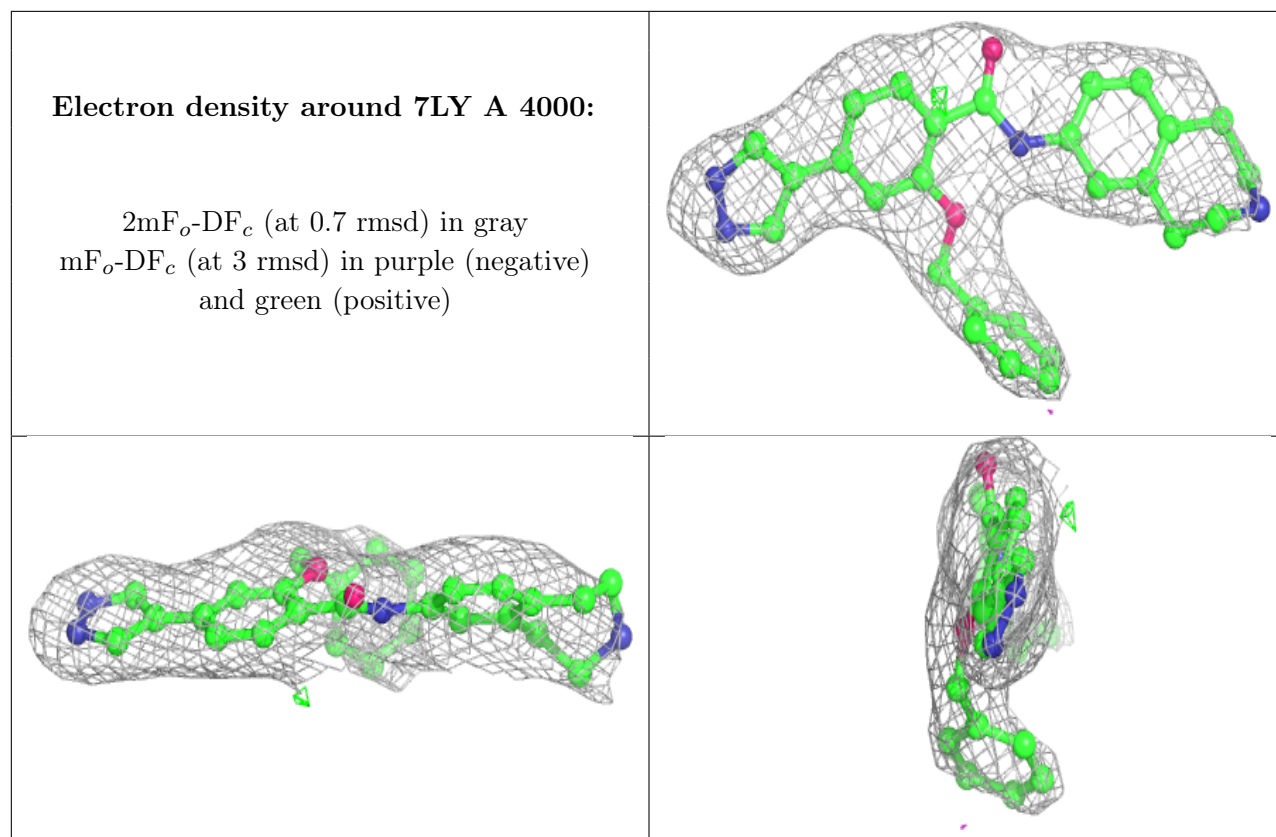 Electron density around 7LY A 4000:
2mFo-DFc (at 0.7 rmsd) in gray
mFo-DFc (at 3 rmsd) in purple (negative)
and green (positive)